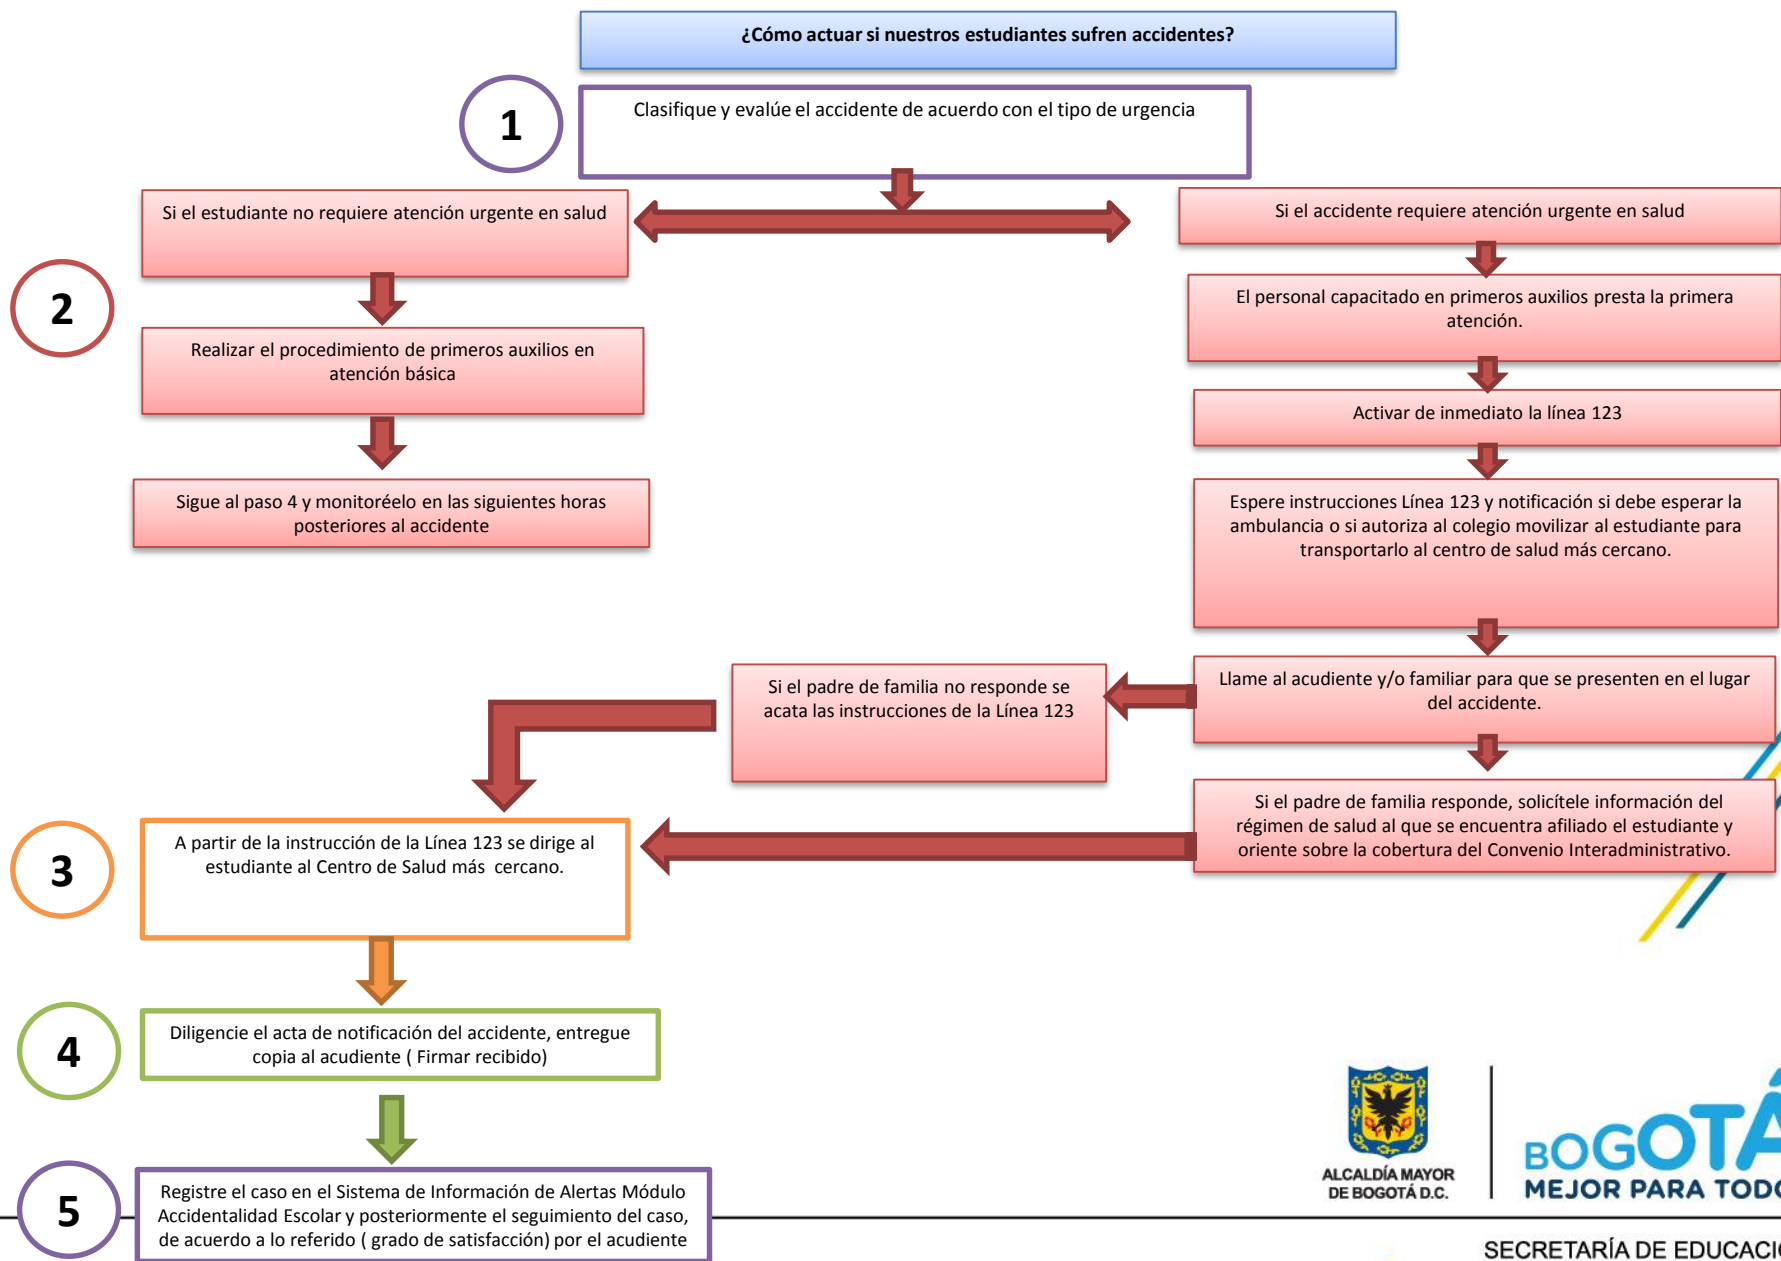 ¿Cómo actuar si nuestros estudiantes sufren accidentes?
1
Clasifique y evalúe el accidente de acuerdo con el tipo de urgencia
2
Si el estudiante no requiere atención urgente en salud
Realizar el procedimiento de primeros auxilios en
atención básica
Sigue al paso 4 y monitoréelo en las siguientes horas
posteriores al accidente
Si el accidente requiere atención urgente en salud
El personal capacitado en primeros auxilios presta la primera
atención.
Activar de inmediato la línea 123
Espere instrucciones Línea 123 y notificación si debe esperar la
ambulancia o si autoriza al colegio movilizar al estudiante para
transportarlo al centro de salud más cercano.
Llame al acudiente y/o familiar para que se presenten en el lugar
del accidente.
Si el padre de familia no responde se
acata las instrucciones de la Línea 123
Si el padre de familia responde, solicítele información del
régimen de salud al que se encuentra afiliado el estudiante y
oriente sobre la cobertura del Convenio Interadministrativo.
3
A partir de la instrucción de la Línea 123 se dirige al
estudiante al Centro de Salud más  cercano.
4
Diligencie el acta de notificación del accidente, entregue
copia al acudiente ( Firmar recibido)
5
Registre el caso en el Sistema de Información de Alertas Módulo
Accidentalidad Escolar y posteriormente el seguimiento del caso,
de acuerdo a lo referido ( grado de satisfacción) por el acudiente
ALCALDÍA MAYOR
DE BOGOTÁ D.C.
BOGOTÁ
MEJOR PARA TODO
SECRETARÍA DE EDUCACI